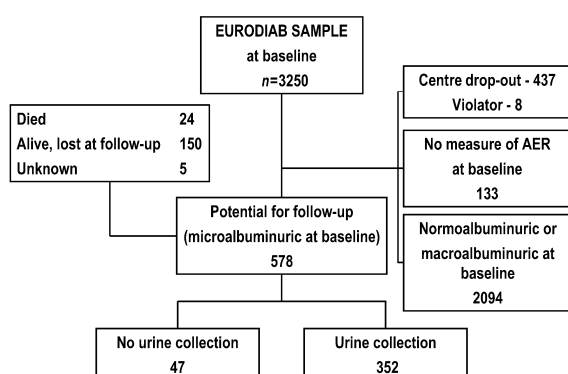 EURODIAB SAMPLE
at baseline
n=3250
Centre drop-out - 437
Violator - 8
Died 24
Alive, lost at follow-up 150
Unknown 5
No measure of AER
at baseline
133
Potential for follow-up
(microalbuminuric at baseline)
578
Normoalbuminuric or
macroalbuminuric at
baseline
2094
No urine collection
47
Urine collection
352